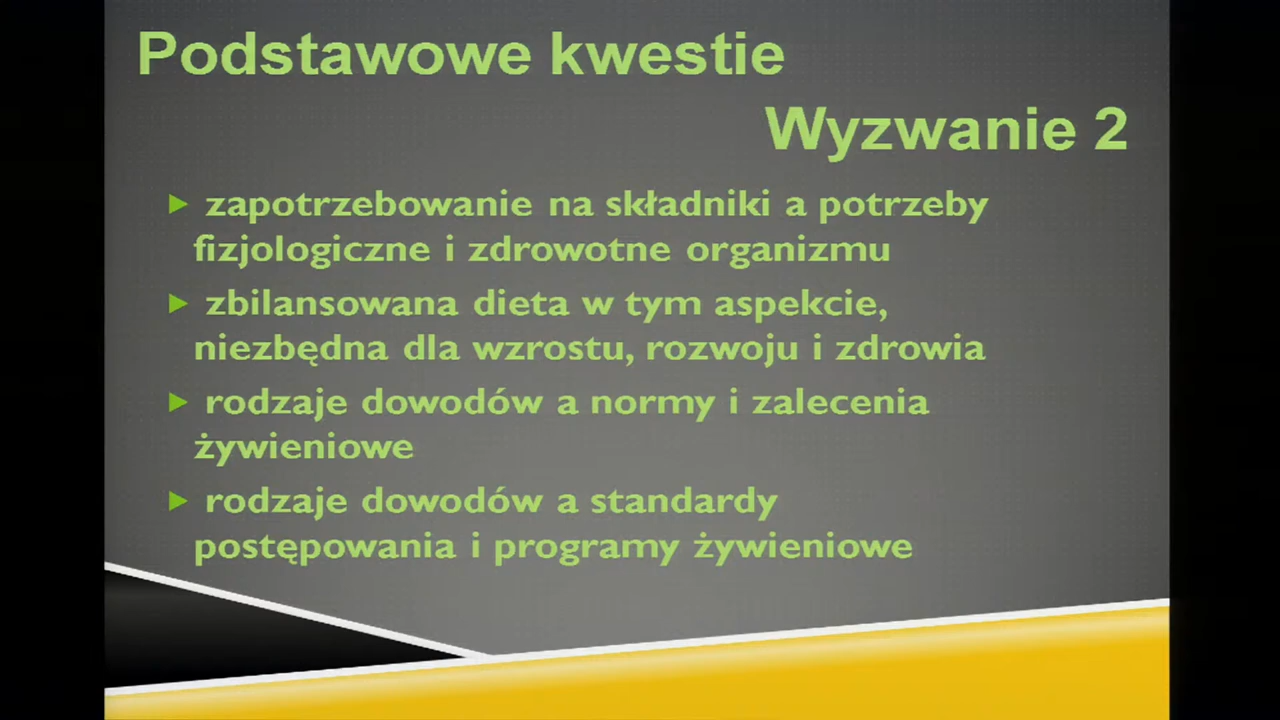 Podstawowe kwestie
Wyzwanie 2
zapotrzebowanie na składniki a potrzeby
fizjologiczne i zdrowotne organizmu
zbilansowana dieta w tym aspekcie,
niezbędna dla wzrostu, rozwoju i zdrowia
rodzaje dowodów a normy i zalecenia
żywieniowe
rodzaje dowodów a standardy
postępowania i programy żywieniowe